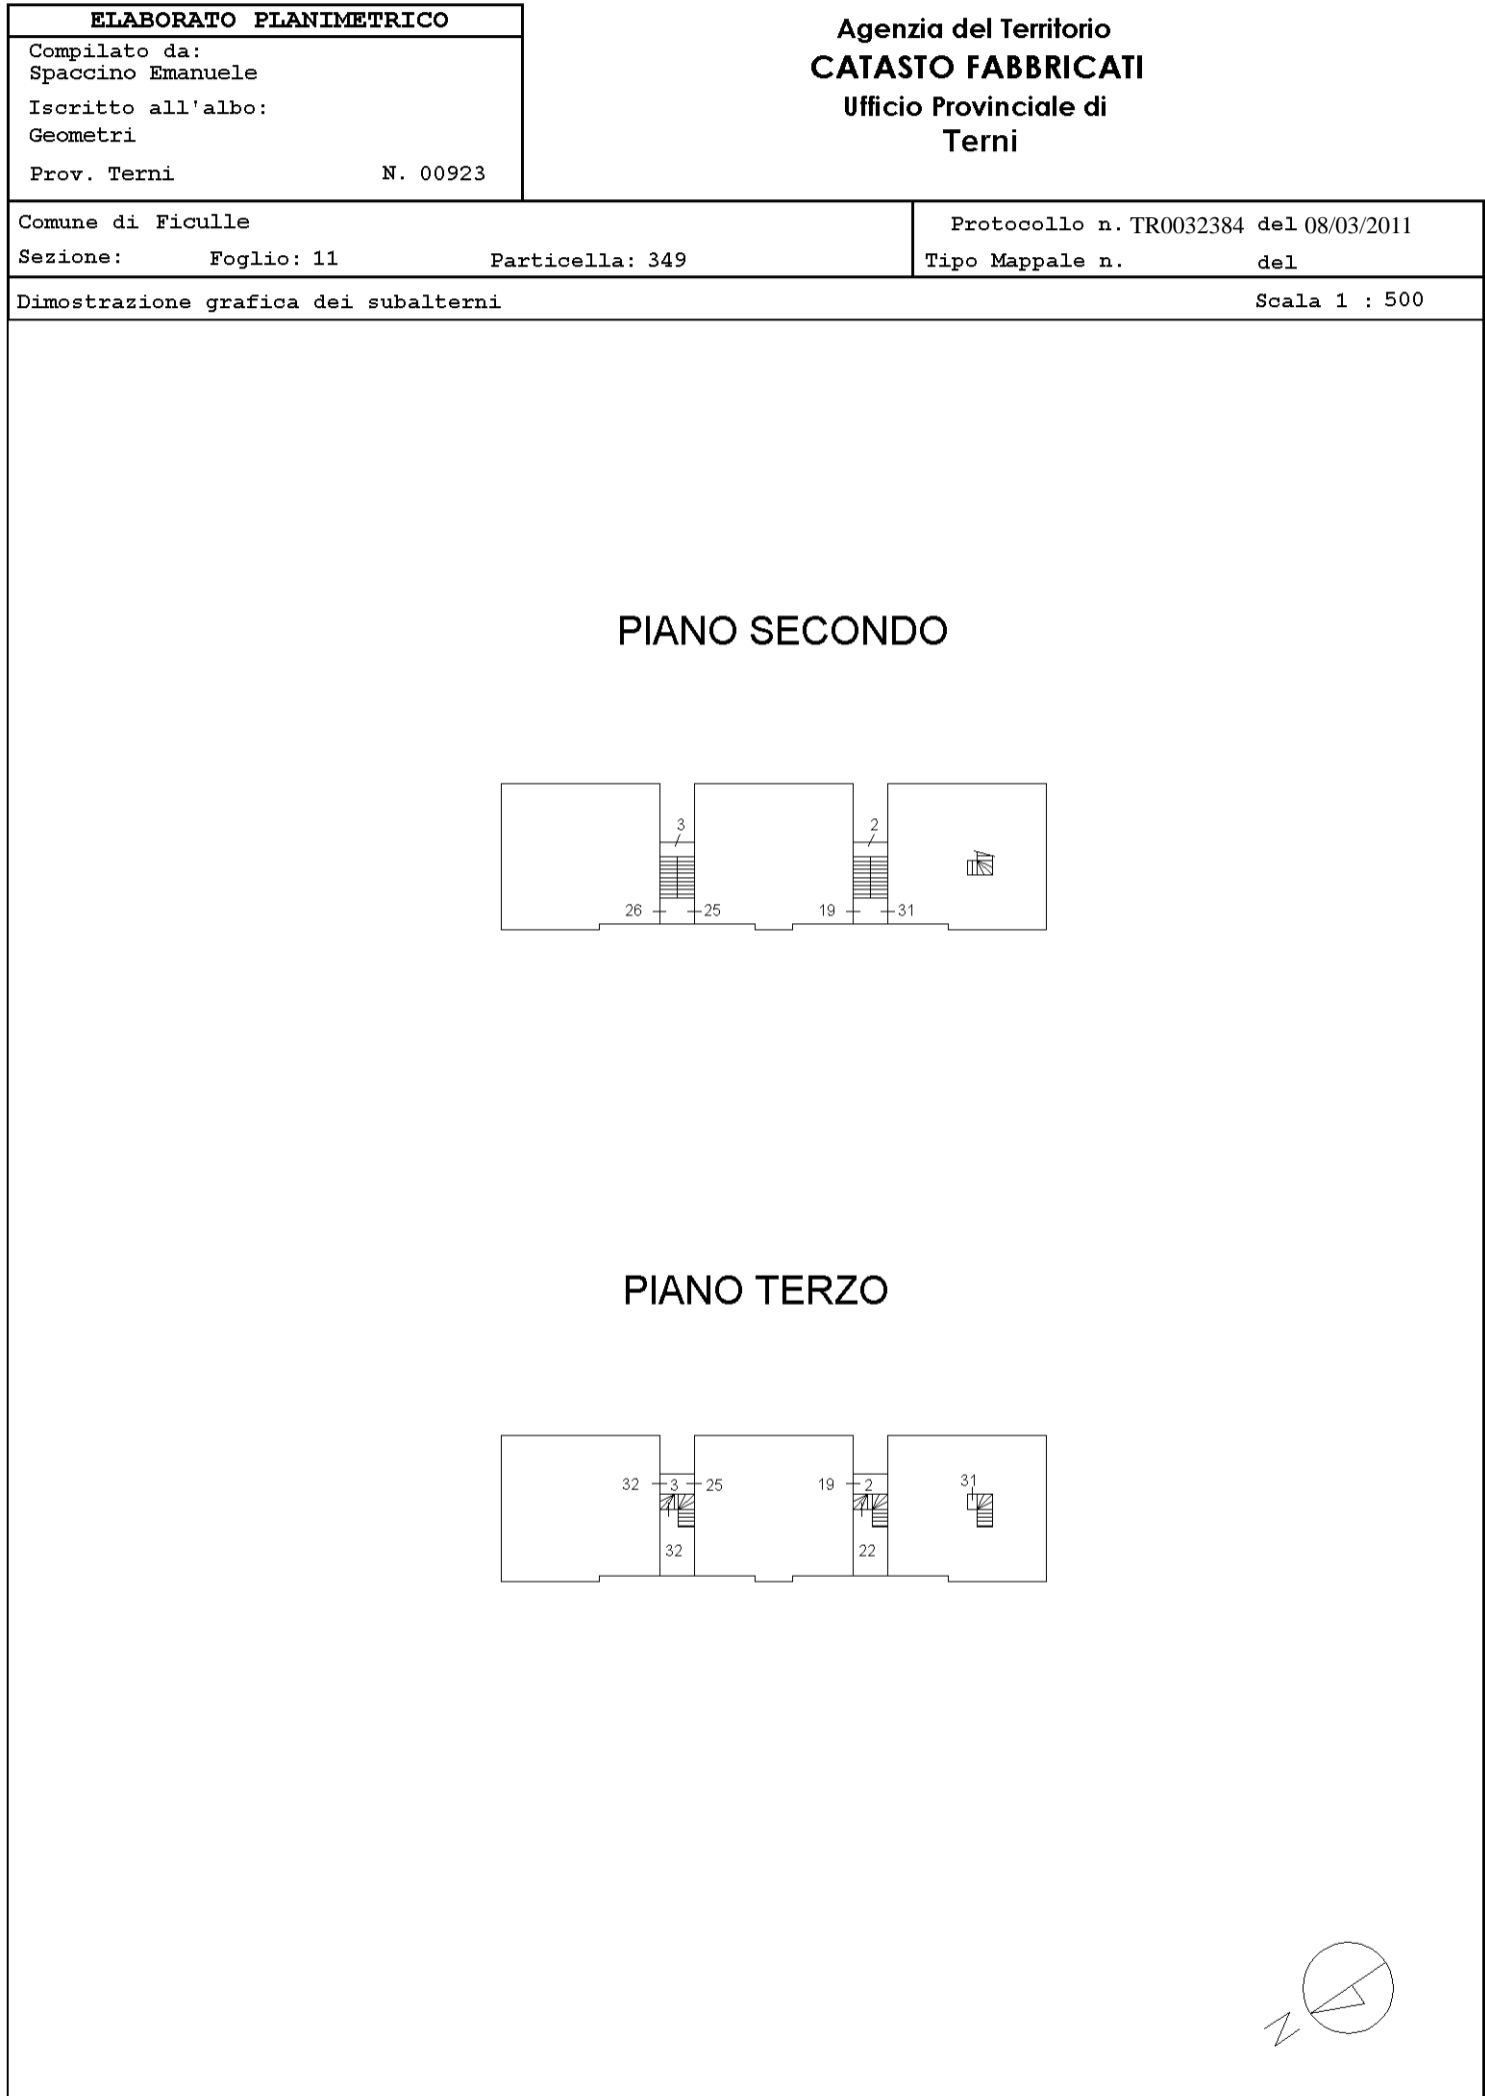 ELABORATO PLANIMETRICO
Compilato da:
Spaccino Emanuele
Iscritto all'albo:
Geometri
Prov. Terni N. 00923
Agenzia del Territorio
CATASTO FABBRICATI
Ufficio Provinciale di
Terni
Comune di Ficulle
Sezione: Foglio: 11 Particella: 349
Protocollo n. TR0032384 del 08/03/2011
Tipo Mappale n. del
Dimostrazione grafica dei subalterni Scala 1 : 500
PIANO SECONDO
3 2
26 25 19 31
PIANO TERZO
32 3 25 19 2 31
32 22
N